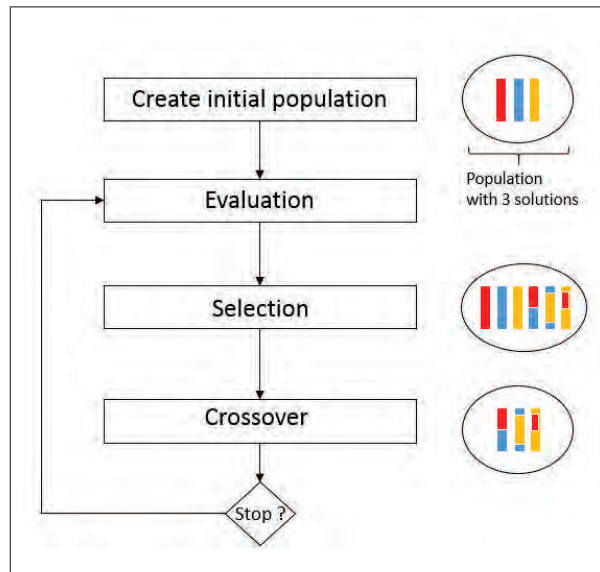 Create initial population
Population
with 3 solutions
Evaluation
Selection
Crossover
Stop ?